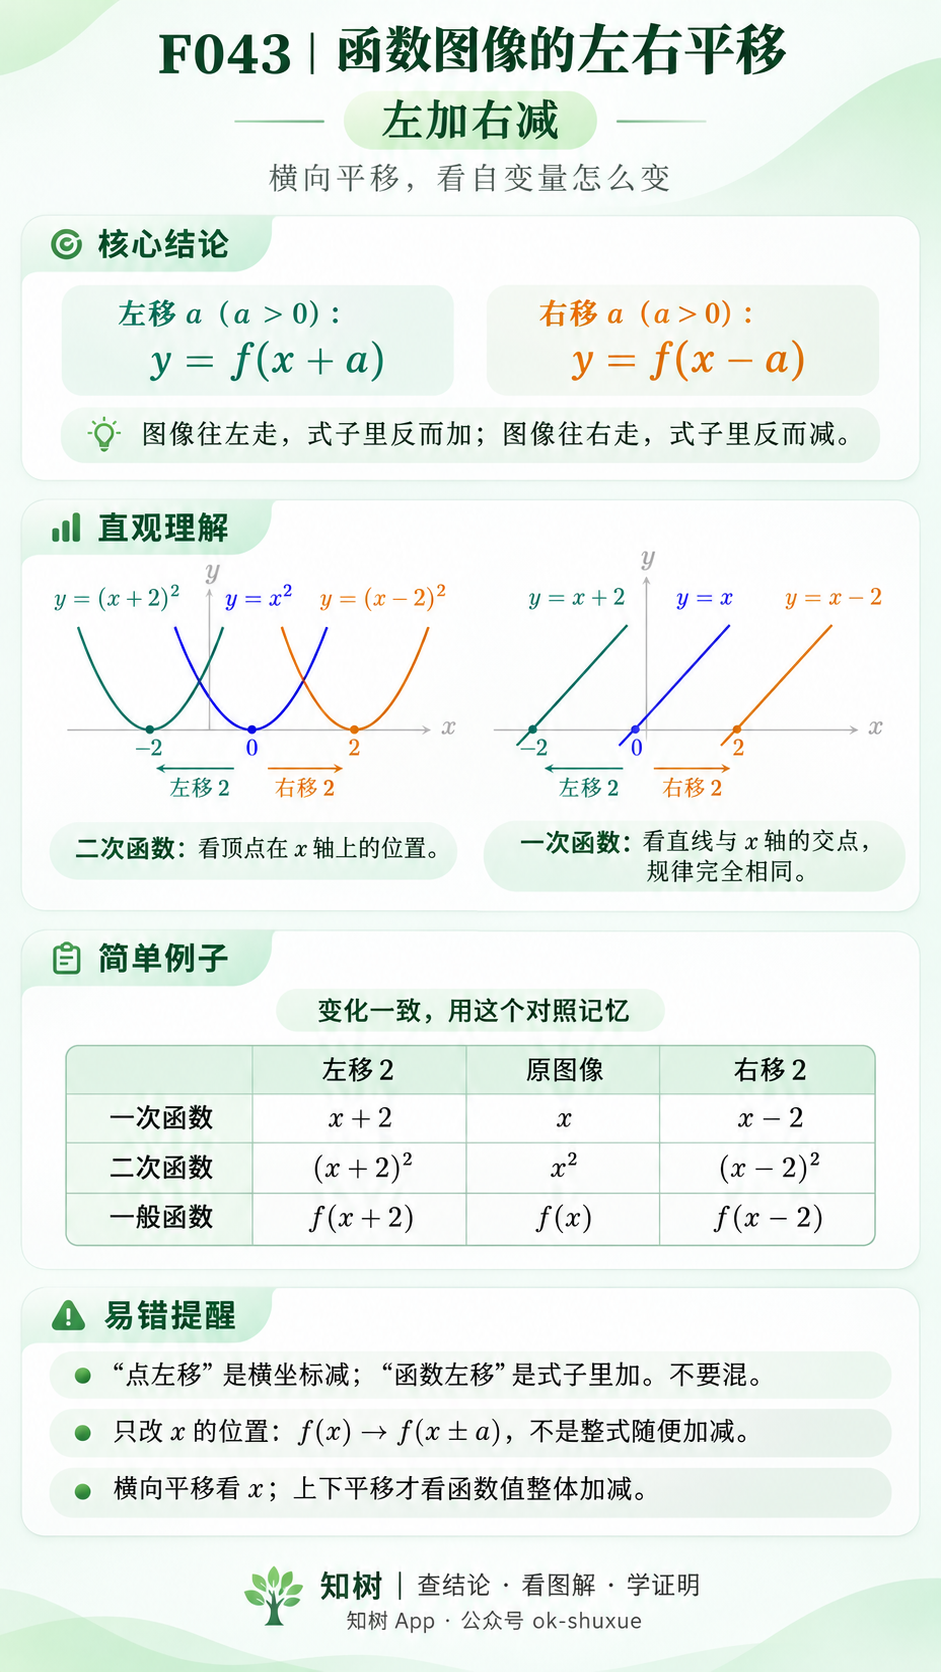 F043 | 函数图像的左右平移
左加右减
横向平移，看自变量怎么变
核心结论
左移 a（a > 0）：
y = f(x + a)
右移 a（a > 0）：
y = f(x − a)
图像往左走，式子里反而加；图像往右走，式子里反而减。
直观理解
y
y = (x + 2)²
y = x²
y = (x − 2)²
x
−2
0
2
左移 2
右移 2
二次函数：看顶点在 x 轴上的位置。
y
y = x + 2
y = x
y = x − 2
x
−2
0
2
左移 2
右移 2
一次函数：看直线与 x 轴的交点，
规律完全相同。
简单例子
变化一致，用这个对照记忆
左移 2 原图像 右移 2
一次函数 x + 2 x x − 2
二次函数 (x + 2)² x² (x − 2)²
一般函数 f(x + 2) f(x) f(x − 2)
易错提醒
“点左移” 是横坐标减；“函数左移” 是式子里加。不要混。
只改 x 的位置：f(x) → f(x ± a)，不是整式随便加减。
横向平移看 x；上下平移才看函数值整体加减。
知树 | 查结论 · 看图解 · 学证明
知树 App · 公众号 ok-shuxue